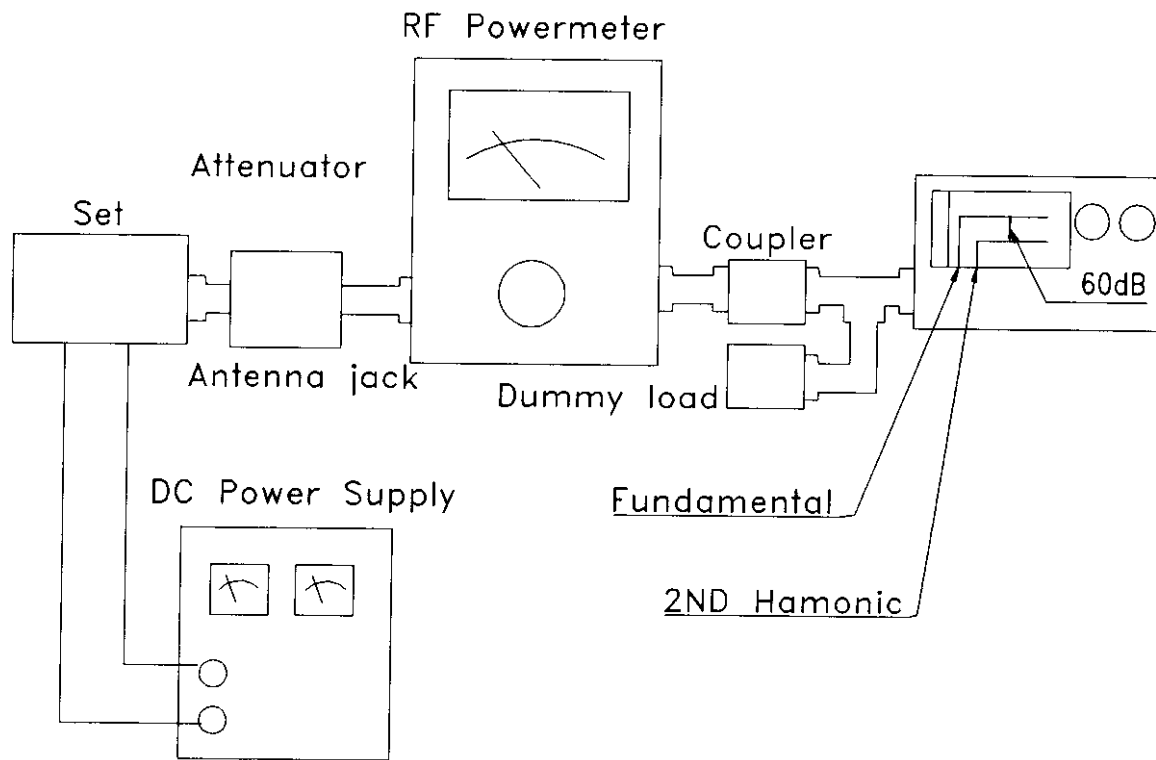 RF Powermeter
Attenuator
Set
Coupler
60dB
Antenna jack
Dummy load
DC Power Supply
Fundamental
2ND Hamonic